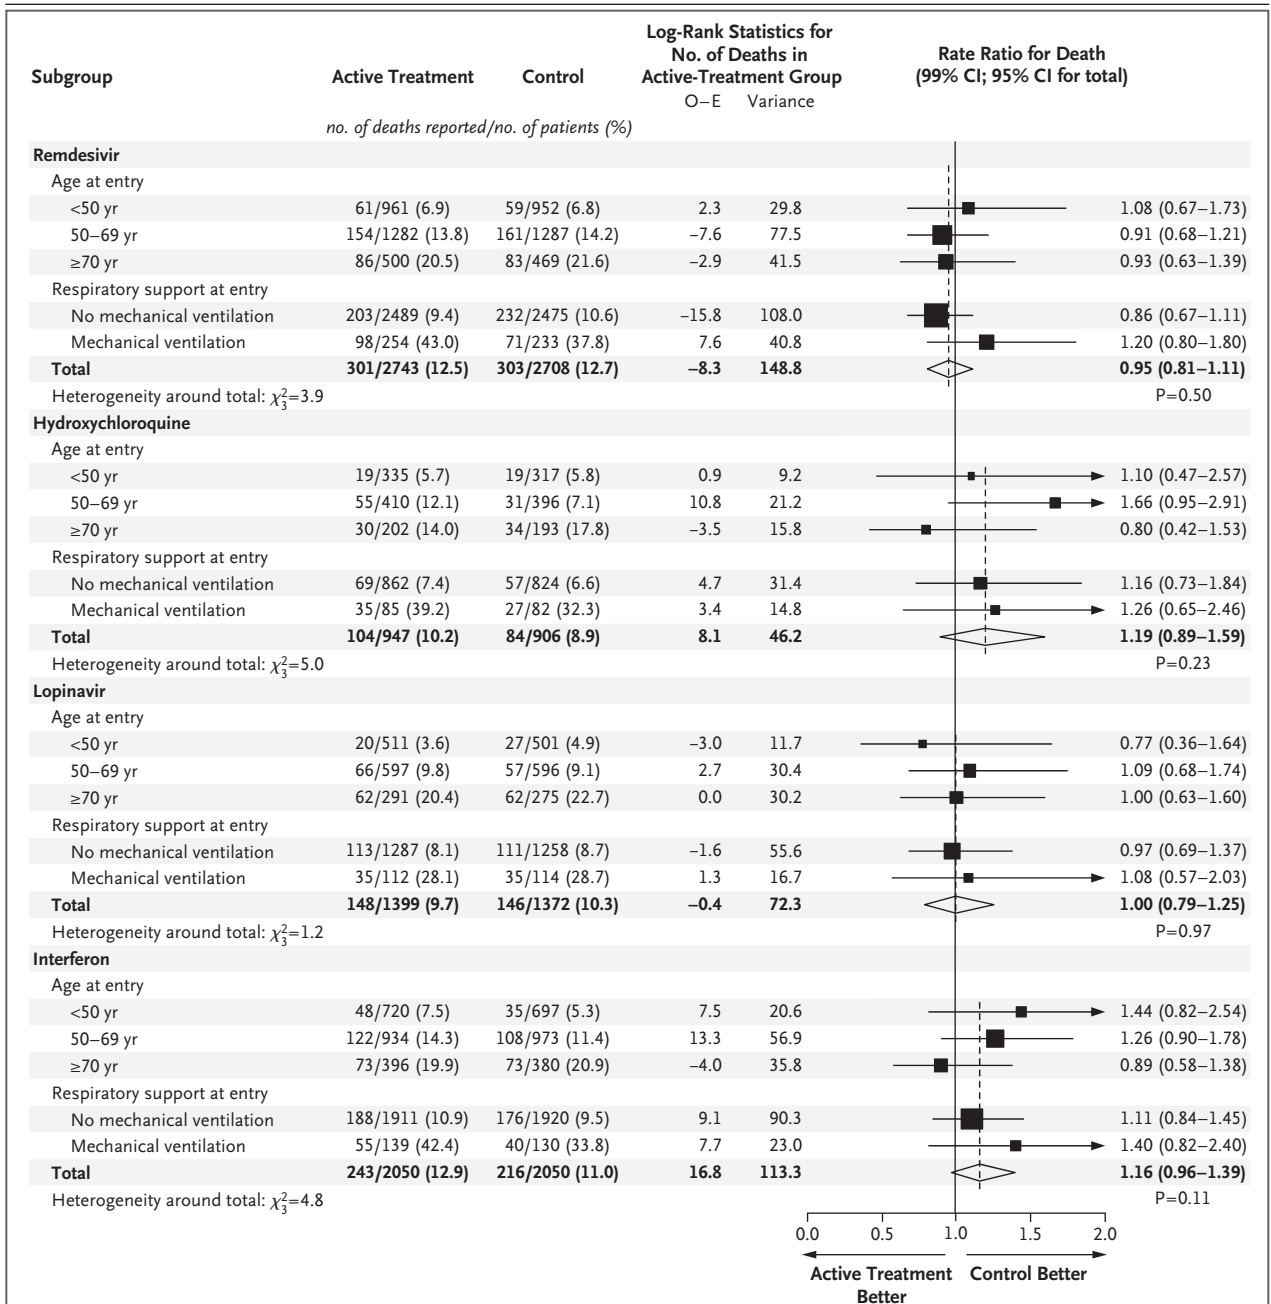 Log-Rank Statistics for
No. of Deaths in
Active-Treatment Group
Rate Ratio for Death
(99% CI; 95% CI for total)
Subgroup Active Treatment Control
O–E Variance
no. of deaths reported/no. of patients (%)
Remdesivir
Age at entry
<50 yr 61/961 (6.9) 59/952 (6.8) 2.3 29.8 1.08 (0.67–1.73)
50–69 yr 154/1282 (13.8) 161/1287 (14.2) –7.6 77.5 0.91 (0.68–1.21)
≥70 yr 86/500 (20.5) 83/469 (21.6) –2.9 41.5 0.93 (0.63–1.39)
Respiratory support at entry
No mechanical ventilation 203/2489 (9.4) 232/2475 (10.6) –15.8 108.0 0.86 (0.67–1.11)
Mechanical ventilation 98/254 (43.0) 71/233 (37.8) 7.6 40.8 1.20 (0.80–1.80)
Total 301/2743 (12.5) 303/2708 (12.7) –8.3 148.8 0.95 (0.81–1.11)
Heterogeneity around total: χ²₃=3.9 P=0.50
Hydroxychloroquine
Age at entry
<50 yr 19/335 (5.7) 19/317 (5.8) 0.9 9.2 1.10 (0.47–2.57)
50–69 yr 55/410 (12.1) 31/396 (7.1) 10.8 21.2 1.66 (0.95–2.91)
≥70 yr 30/202 (14.0) 34/193 (17.8) –3.5 15.8 0.80 (0.42–1.53)
Respiratory support at entry
No mechanical ventilation 69/862 (7.4) 57/824 (6.6) 4.7 31.4 1.16 (0.73–1.84)
Mechanical ventilation 35/85 (39.2) 27/82 (32.3) 3.4 14.8 1.26 (0.65–2.46)
Total 104/947 (10.2) 84/906 (8.9) 8.1 46.2 1.19 (0.89–1.59)
Heterogeneity around total: χ²₃=5.0 P=0.23
Lopinavir
Age at entry
<50 yr 20/511 (3.6) 27/501 (4.9) –3.0 11.7 0.77 (0.36–1.64)
50–69 yr 66/597 (9.8) 57/596 (9.1) 2.7 30.4 1.09 (0.68–1.74)
≥70 yr 62/291 (20.4) 62/275 (22.7) 0.0 30.2 1.00 (0.63–1.60)
Respiratory support at entry
No mechanical ventilation 113/1287 (8.1) 111/1258 (8.7) –1.6 55.6 0.97 (0.69–1.37)
Mechanical ventilation 35/112 (28.1) 35/114 (28.7) 1.3 16.7 1.08 (0.57–2.03)
Total 148/1399 (9.7) 146/1372 (10.3) –0.4 72.3 1.00 (0.79–1.25)
Heterogeneity around total: χ²₃=1.2 P=0.97
Interferon
Age at entry
<50 yr 48/720 (7.5) 35/697 (5.3) 7.5 20.6 1.44 (0.82–2.54)
50–69 yr 122/934 (14.3) 108/973 (11.4) 13.3 56.9 1.26 (0.90–1.78)
≥70 yr 73/396 (19.9) 73/380 (20.9) –4.0 35.8 0.89 (0.58–1.38)
Respiratory support at entry
No mechanical ventilation 188/1911 (10.9) 176/1920 (9.5) 9.1 90.3 1.11 (0.84–1.45)
Mechanical ventilation 55/139 (42.4) 40/130 (33.8) 7.7 23.0 1.40 (0.82–2.40)
Total 243/2050 (12.9) 216/2050 (11.0) 16.8 113.3 1.16 (0.96–1.39)
Heterogeneity around total: χ²₃=4.8 P=0.11
0.0 0.5 1.0 1.5 2.0
Active Treatment Control Better
Better